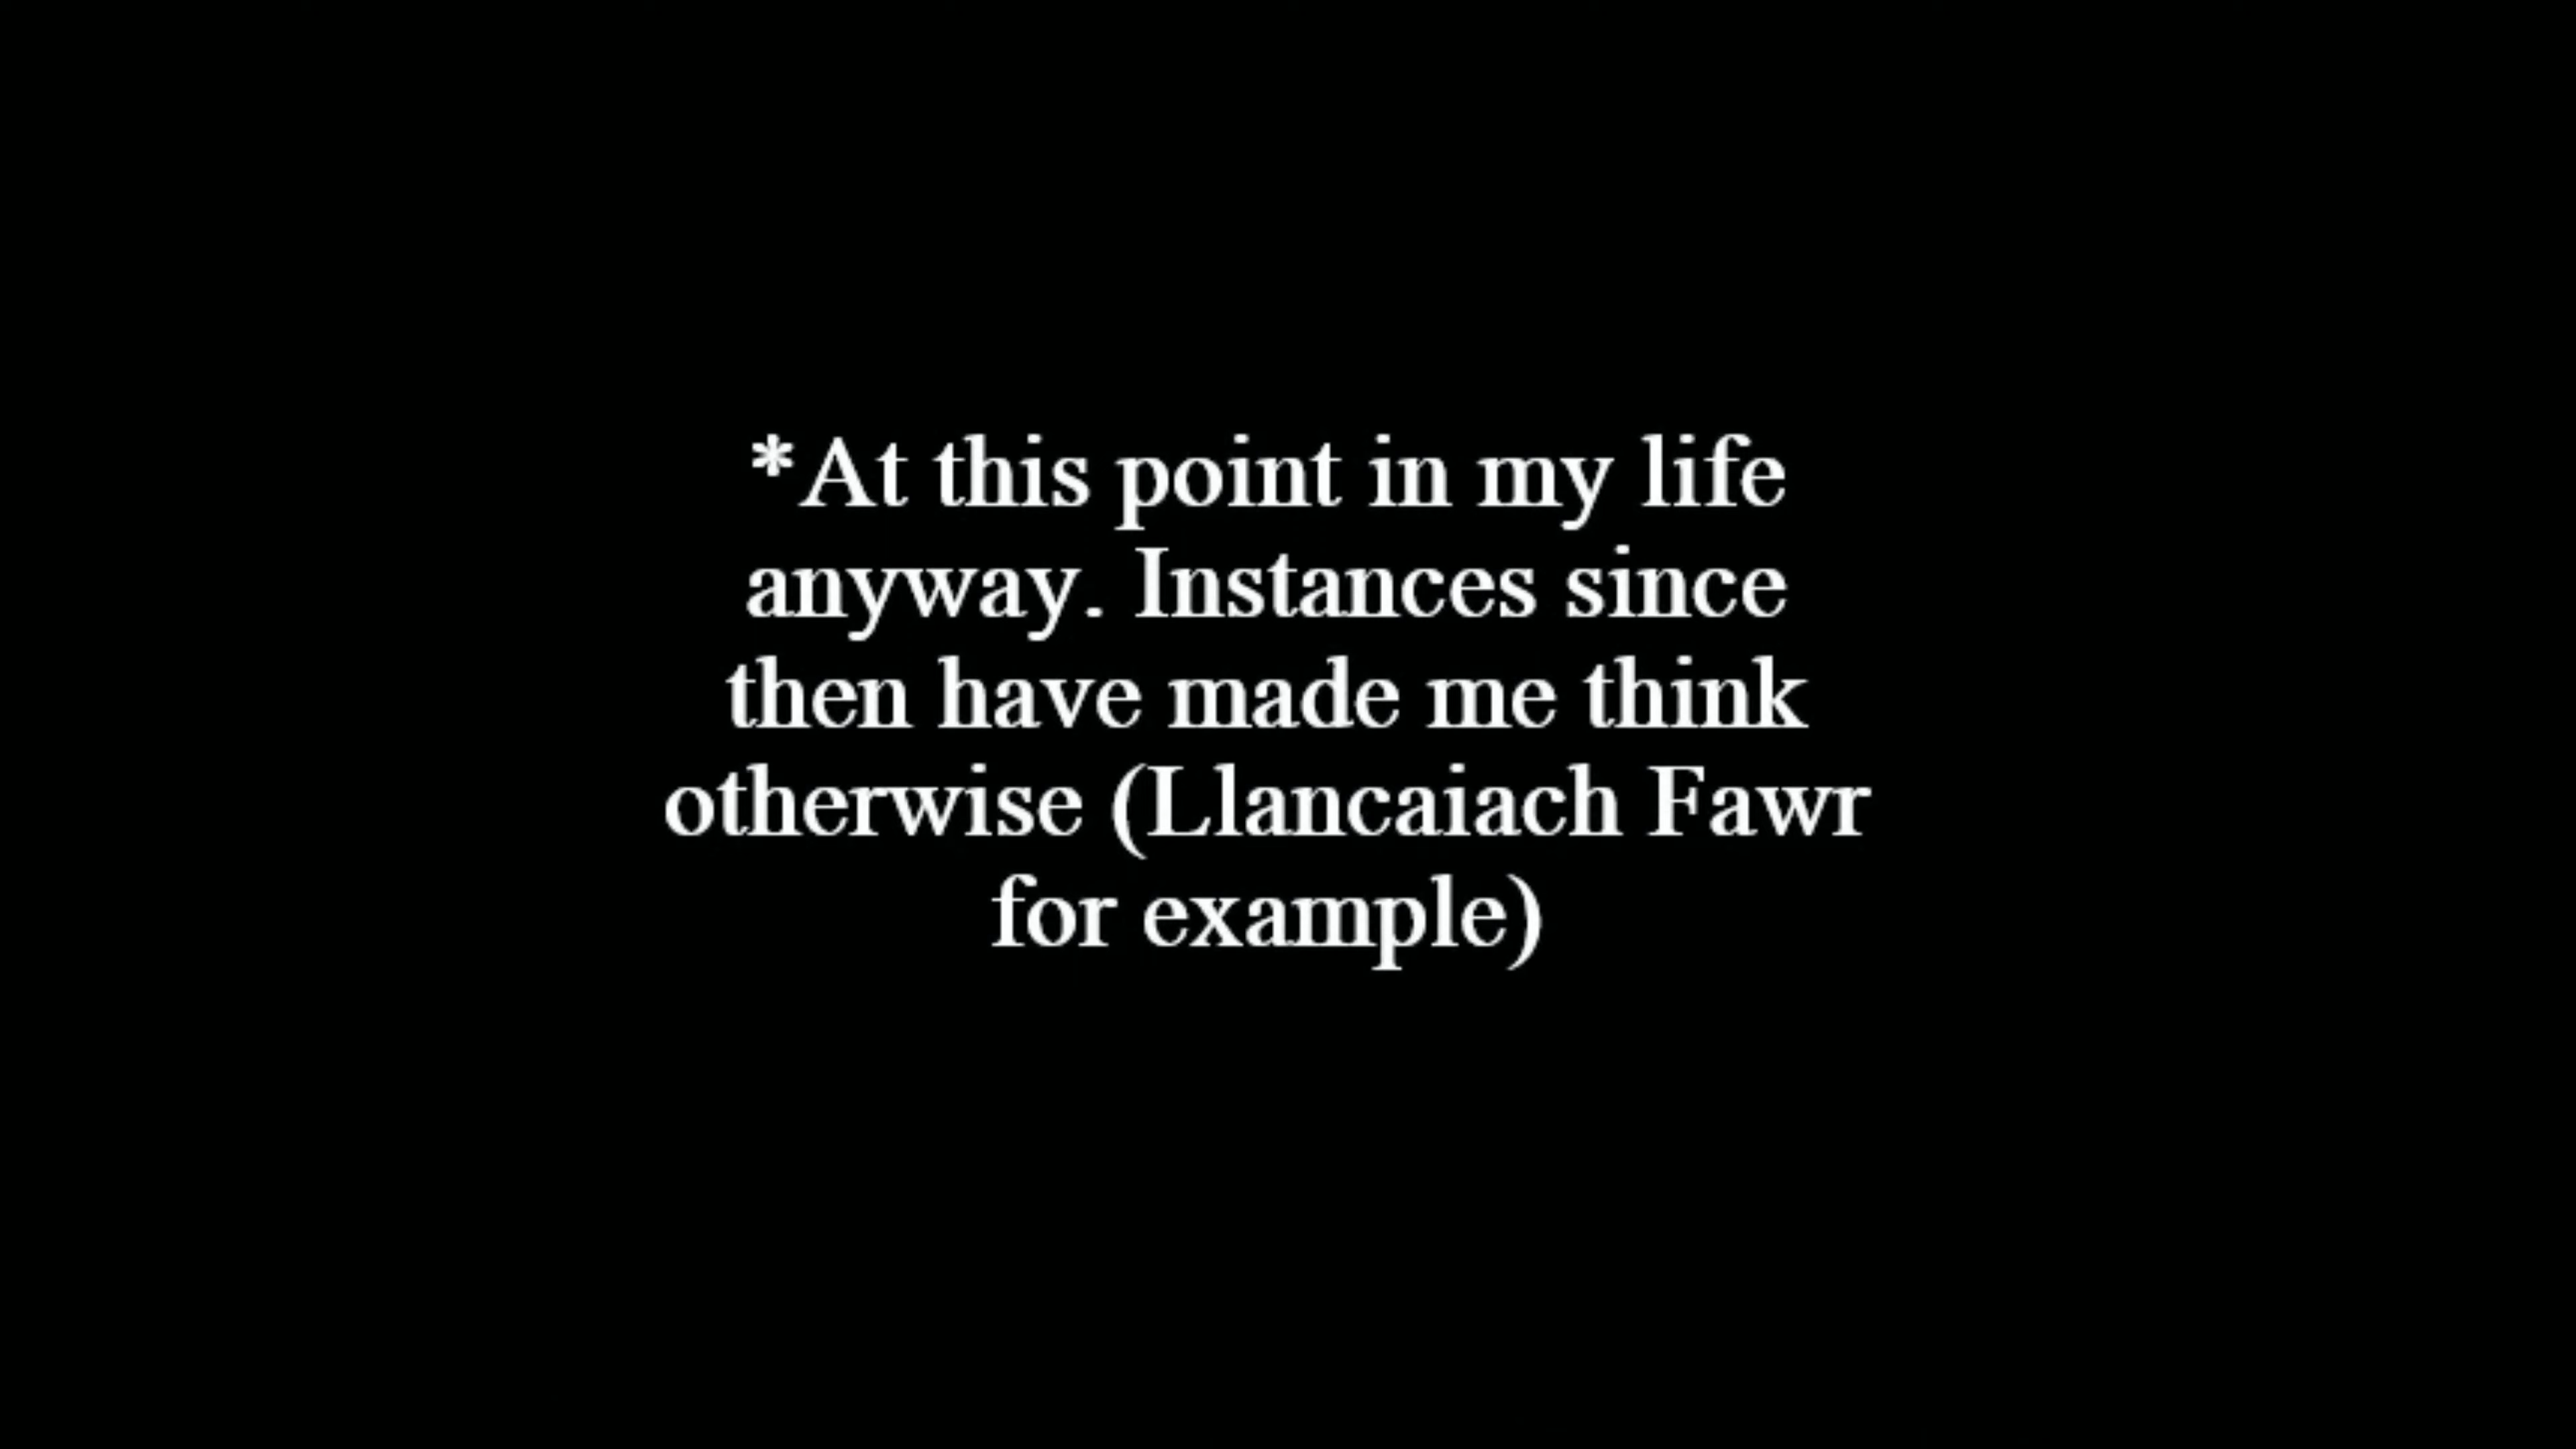 *At this point in my life
anyway. Instances since
then have made me think
otherwise (Llancaiach Fawr
for example)